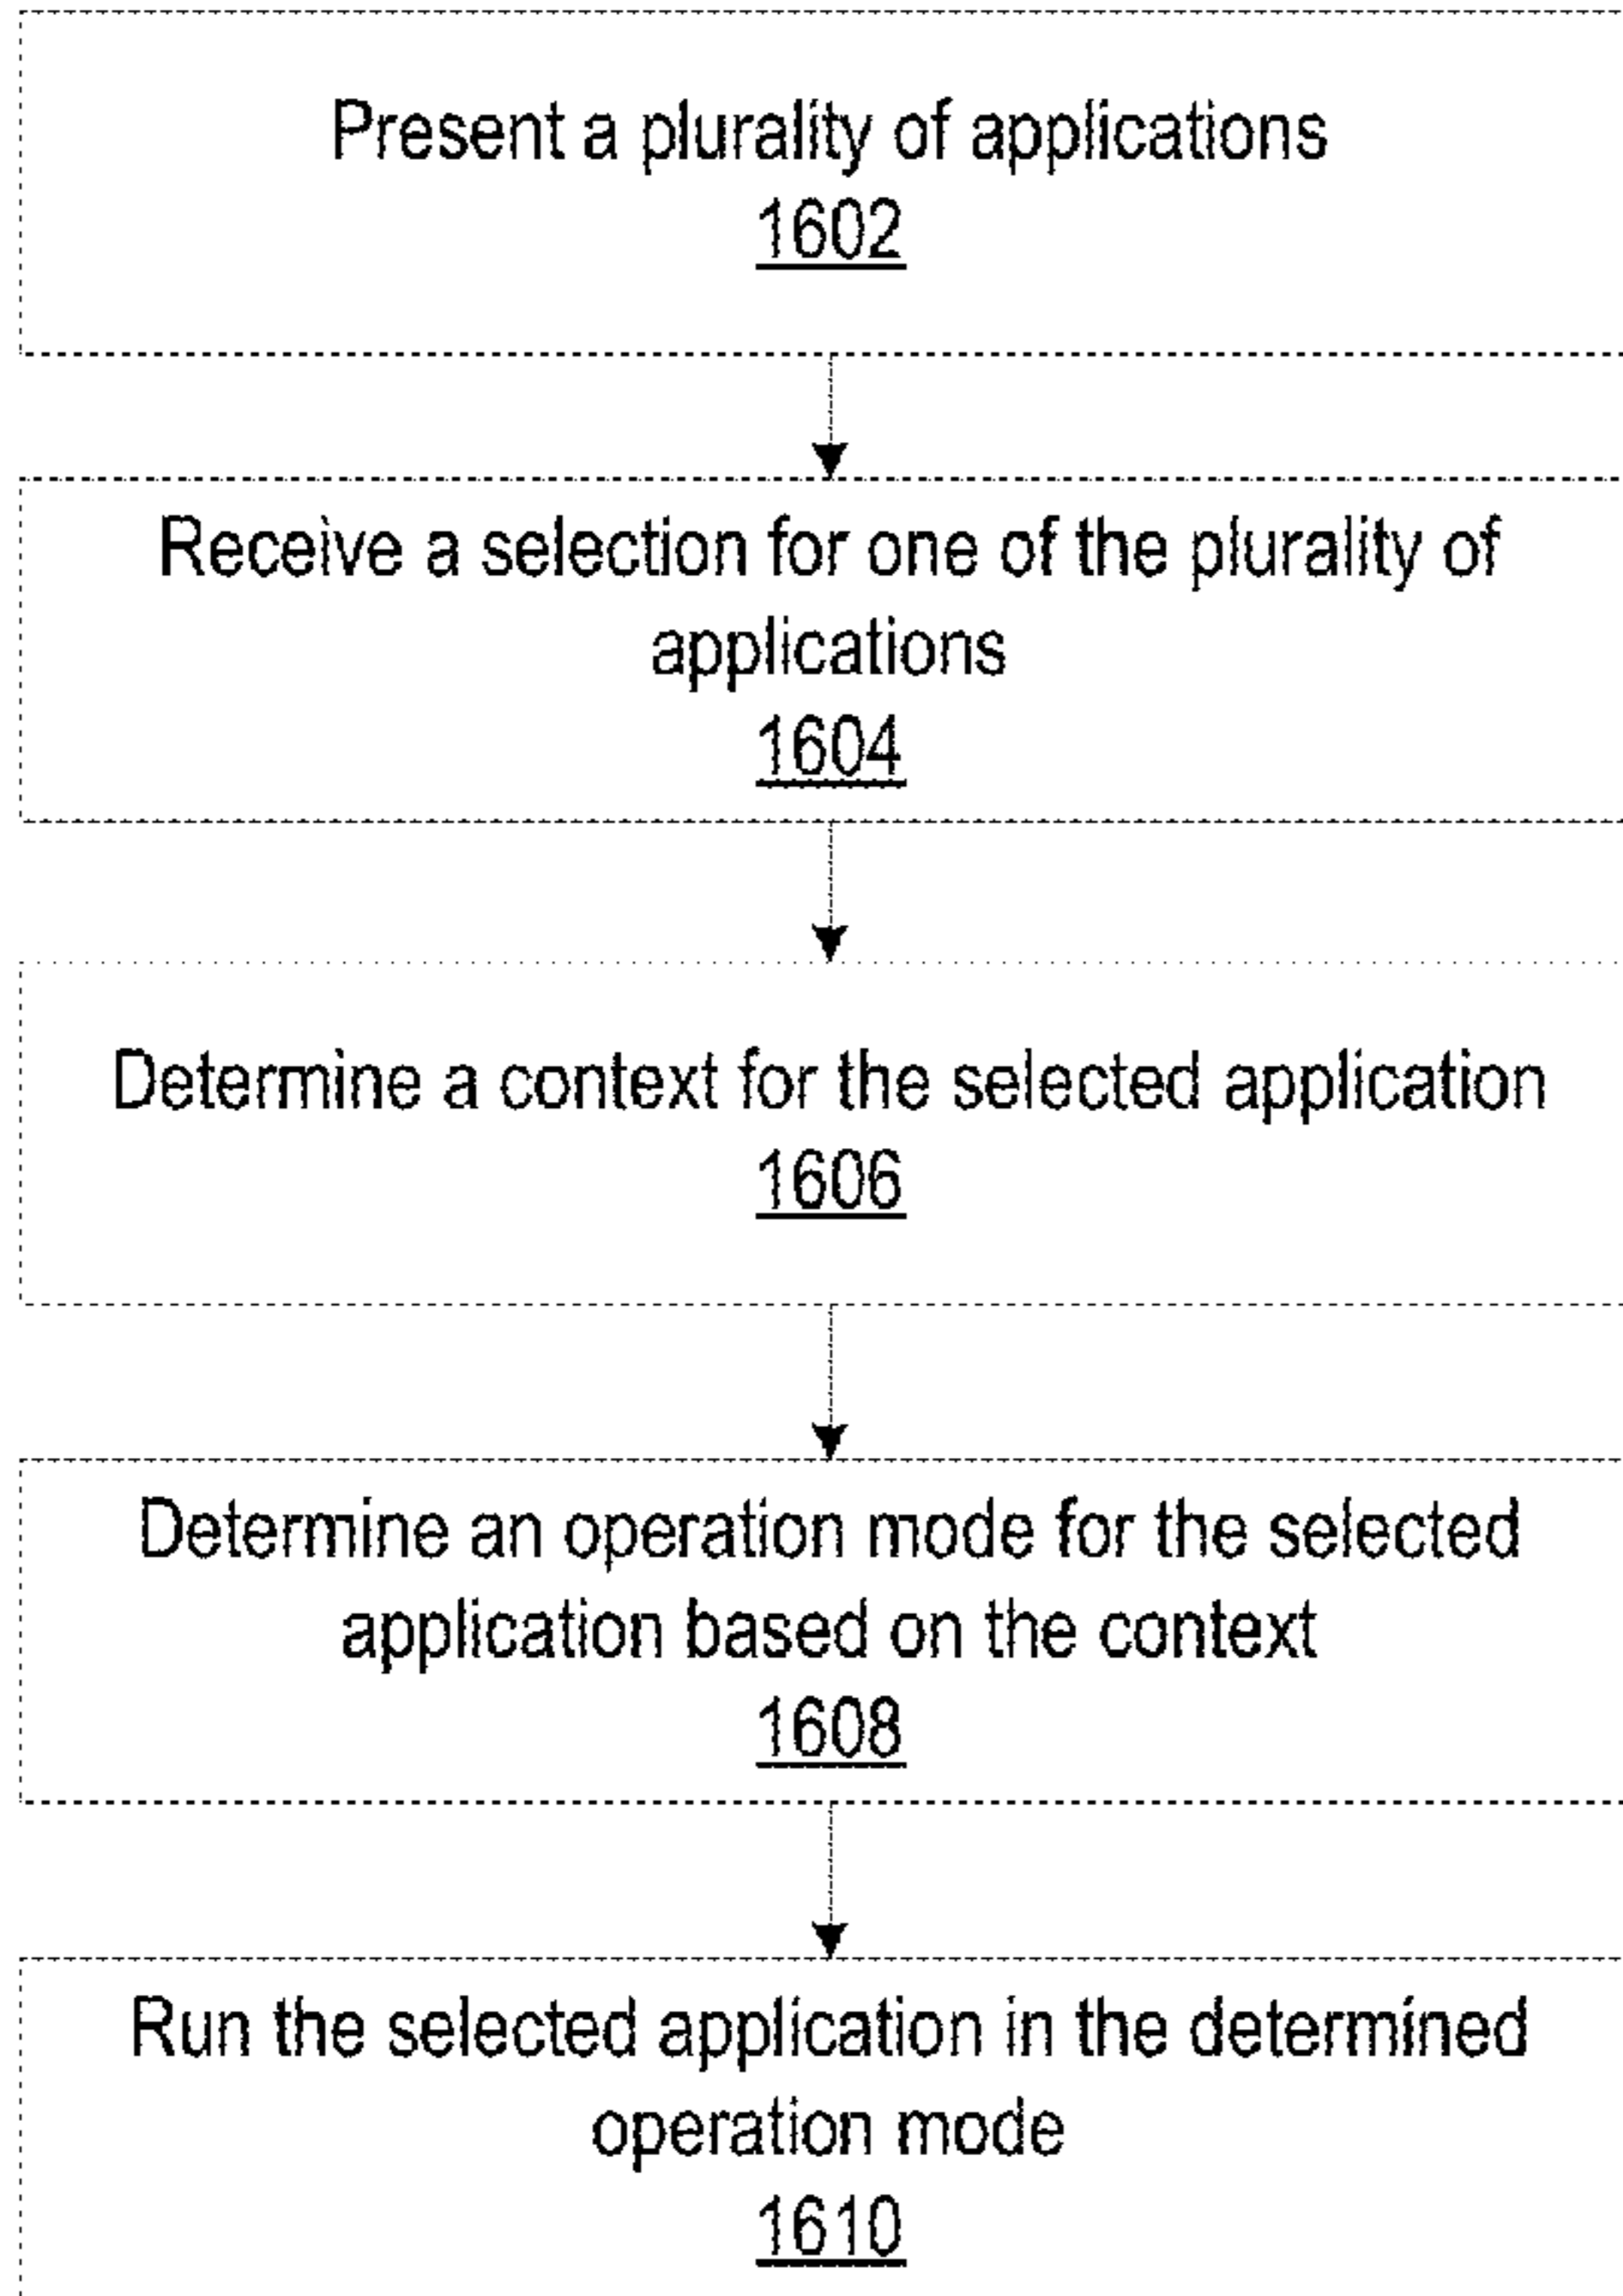 Present a plurality of applications
1602
Receive a selection for one of the plurality of
applications
1604
Determine a context for the selected application
1606
Determine an operation mode for the selected
application based on the context
1608
Run the selected application in the determined
operation mode
1610